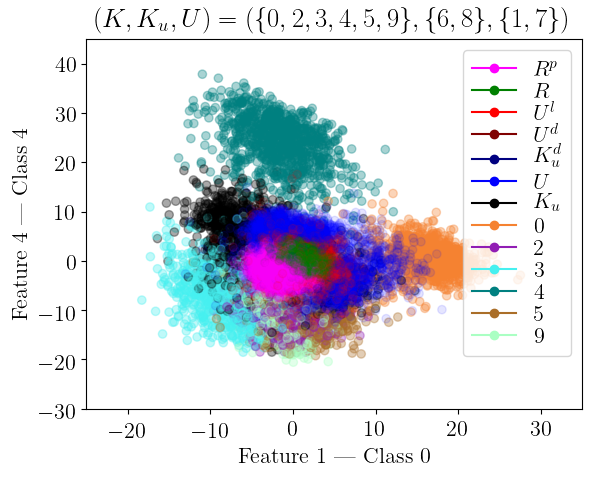 (K, K_u, U) = ({0, 2, 3, 4, 5, 9}, {6, 8}, {1, 7})
40
30
20
10
0
−10
−20
−30
Feature 4 — Class 4
R^p
R
U^l
U^d
K_u^d
U
K_u
0
2
3
4
5
9
−20
−10
0
10
20
30
Feature 1 — Class 0